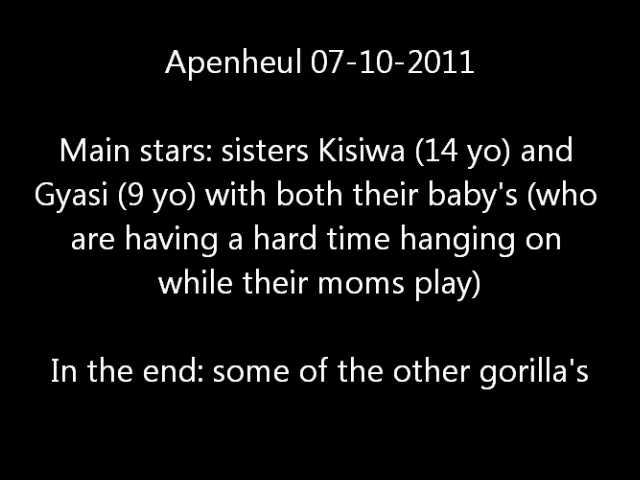 Apenheul 07-10-2011
Main stars: sisters Kisiwa (14 yo) and
Gyasi (9 yo) with both their baby's (who
are having a hard time hanging on
while their moms play)
In the end: some of the other gorilla's